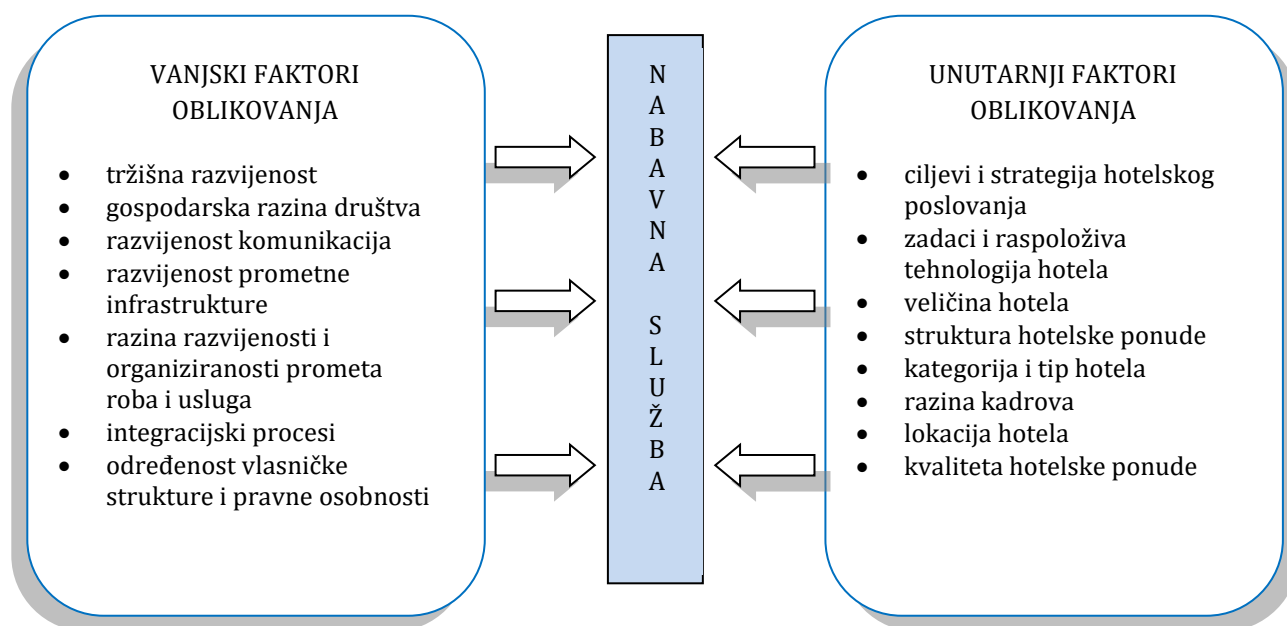 VANJSKI FAKTORI
OBLIKOVANJA
• tržišna razvijenost
• gospodarska razina društva
• razvijenost komunikacija
• razvijenost prometne
infrastrukture
• razina razvijenosti i
organiziranosti prometa
roba i usluga
• integracijski procesi
• određenost vlasničke
strukture i pravne osobnosti
N
A
B
A
V
N
A
S
L
U
Ž
B
A
UNUTARNJI FAKTORI
OBLIKOVANJA
• ciljevi i strategija hotelskog
poslovanja
• zadaci i raspoloživa
tehnologija hotela
• veličina hotela
• struktura hotelske ponude
• kategorija i tip hotela
• razina kadrova
• lokacija hotela
• kvaliteta hotelske ponude